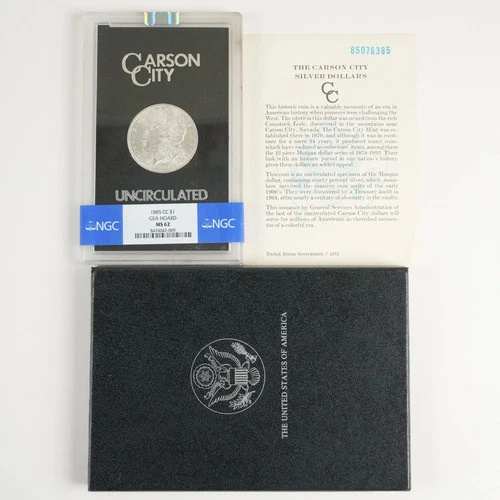 CARSON
CITY
UNCIRCULATED
NGC
1885 CC $1
GSA HOARD
MS 62
NGC
85076385
THE CARSON CITY
SILVER DOLLARS
CC
This historic coin is a valuable memento of an era in
American history when pioneers were challenging the
West. The silver in this dollar was mined from the rich
Comstock Lode, discovered in the mountains near
Carson City, Nevada. The Carson City Mint was es-
tablished there in 1870, and although it was in exist-
ence for a mere 24 years, it produced many coins
which have endured as collectors' items, among them
the 13 piece Morgan dollar series of 1878-1893. Their
link with an historic period in our nation's history
gives these dollars an added appeal.
This coin is an uncirculated specimen of the Morgan
dollar, containing ninety percent silver, which some-
how survived the massive coin melts of the early
1900's. They were discovered by a Treasury audit in
1964, after nearly a century of obscurity in the vaults.
This issuance by General Services Administration of
the last of the uncirculated Carson City dollars will
serve for millions of Americans as cherished memen-
tos of a colorful era.
United States Government / 1972
THE UNITED STATES OF AMERICA